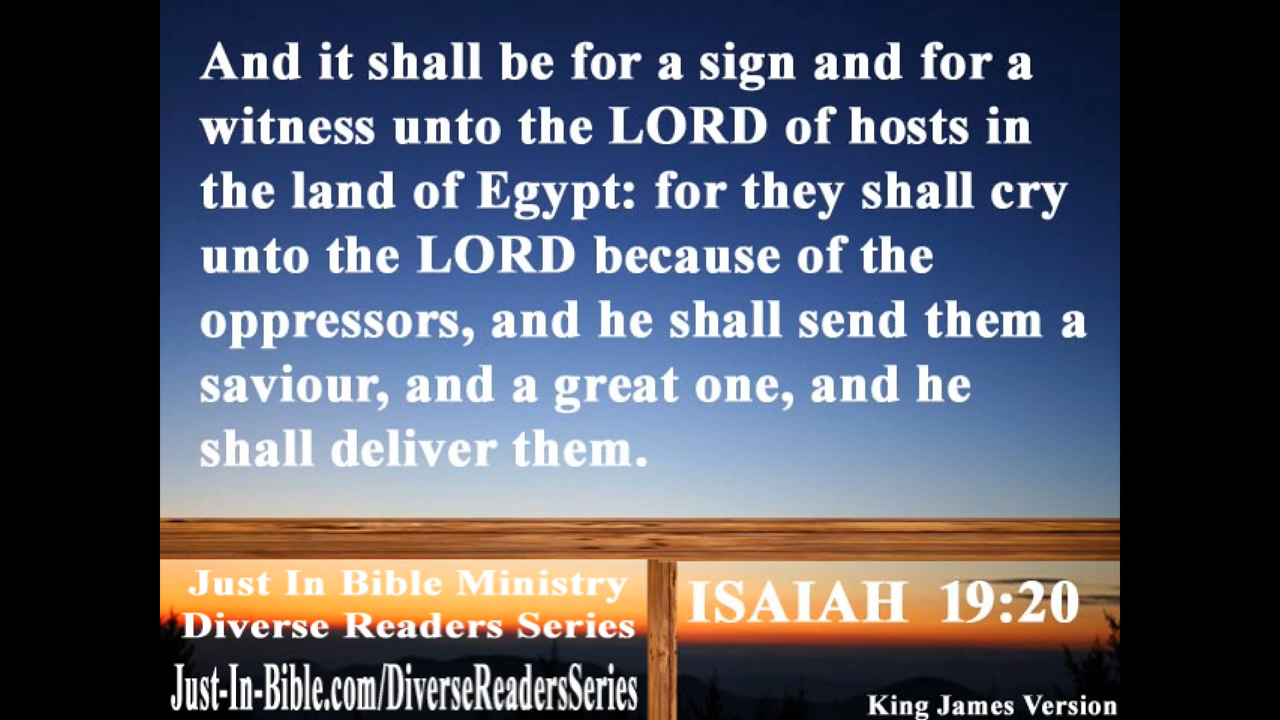 And it shall be for a sign and for a
witness unto the LORD of hosts in
the land of Egypt: for they shall cry
unto the LORD because of the
oppressors, and he shall send them a
saviour, and a great one, and he
shall deliver them.
Just In Bible Ministry
Diverse Readers Series
Just-In-Bible.com/DiverseReadersSeries
ISAIAH 19:20
King James Version